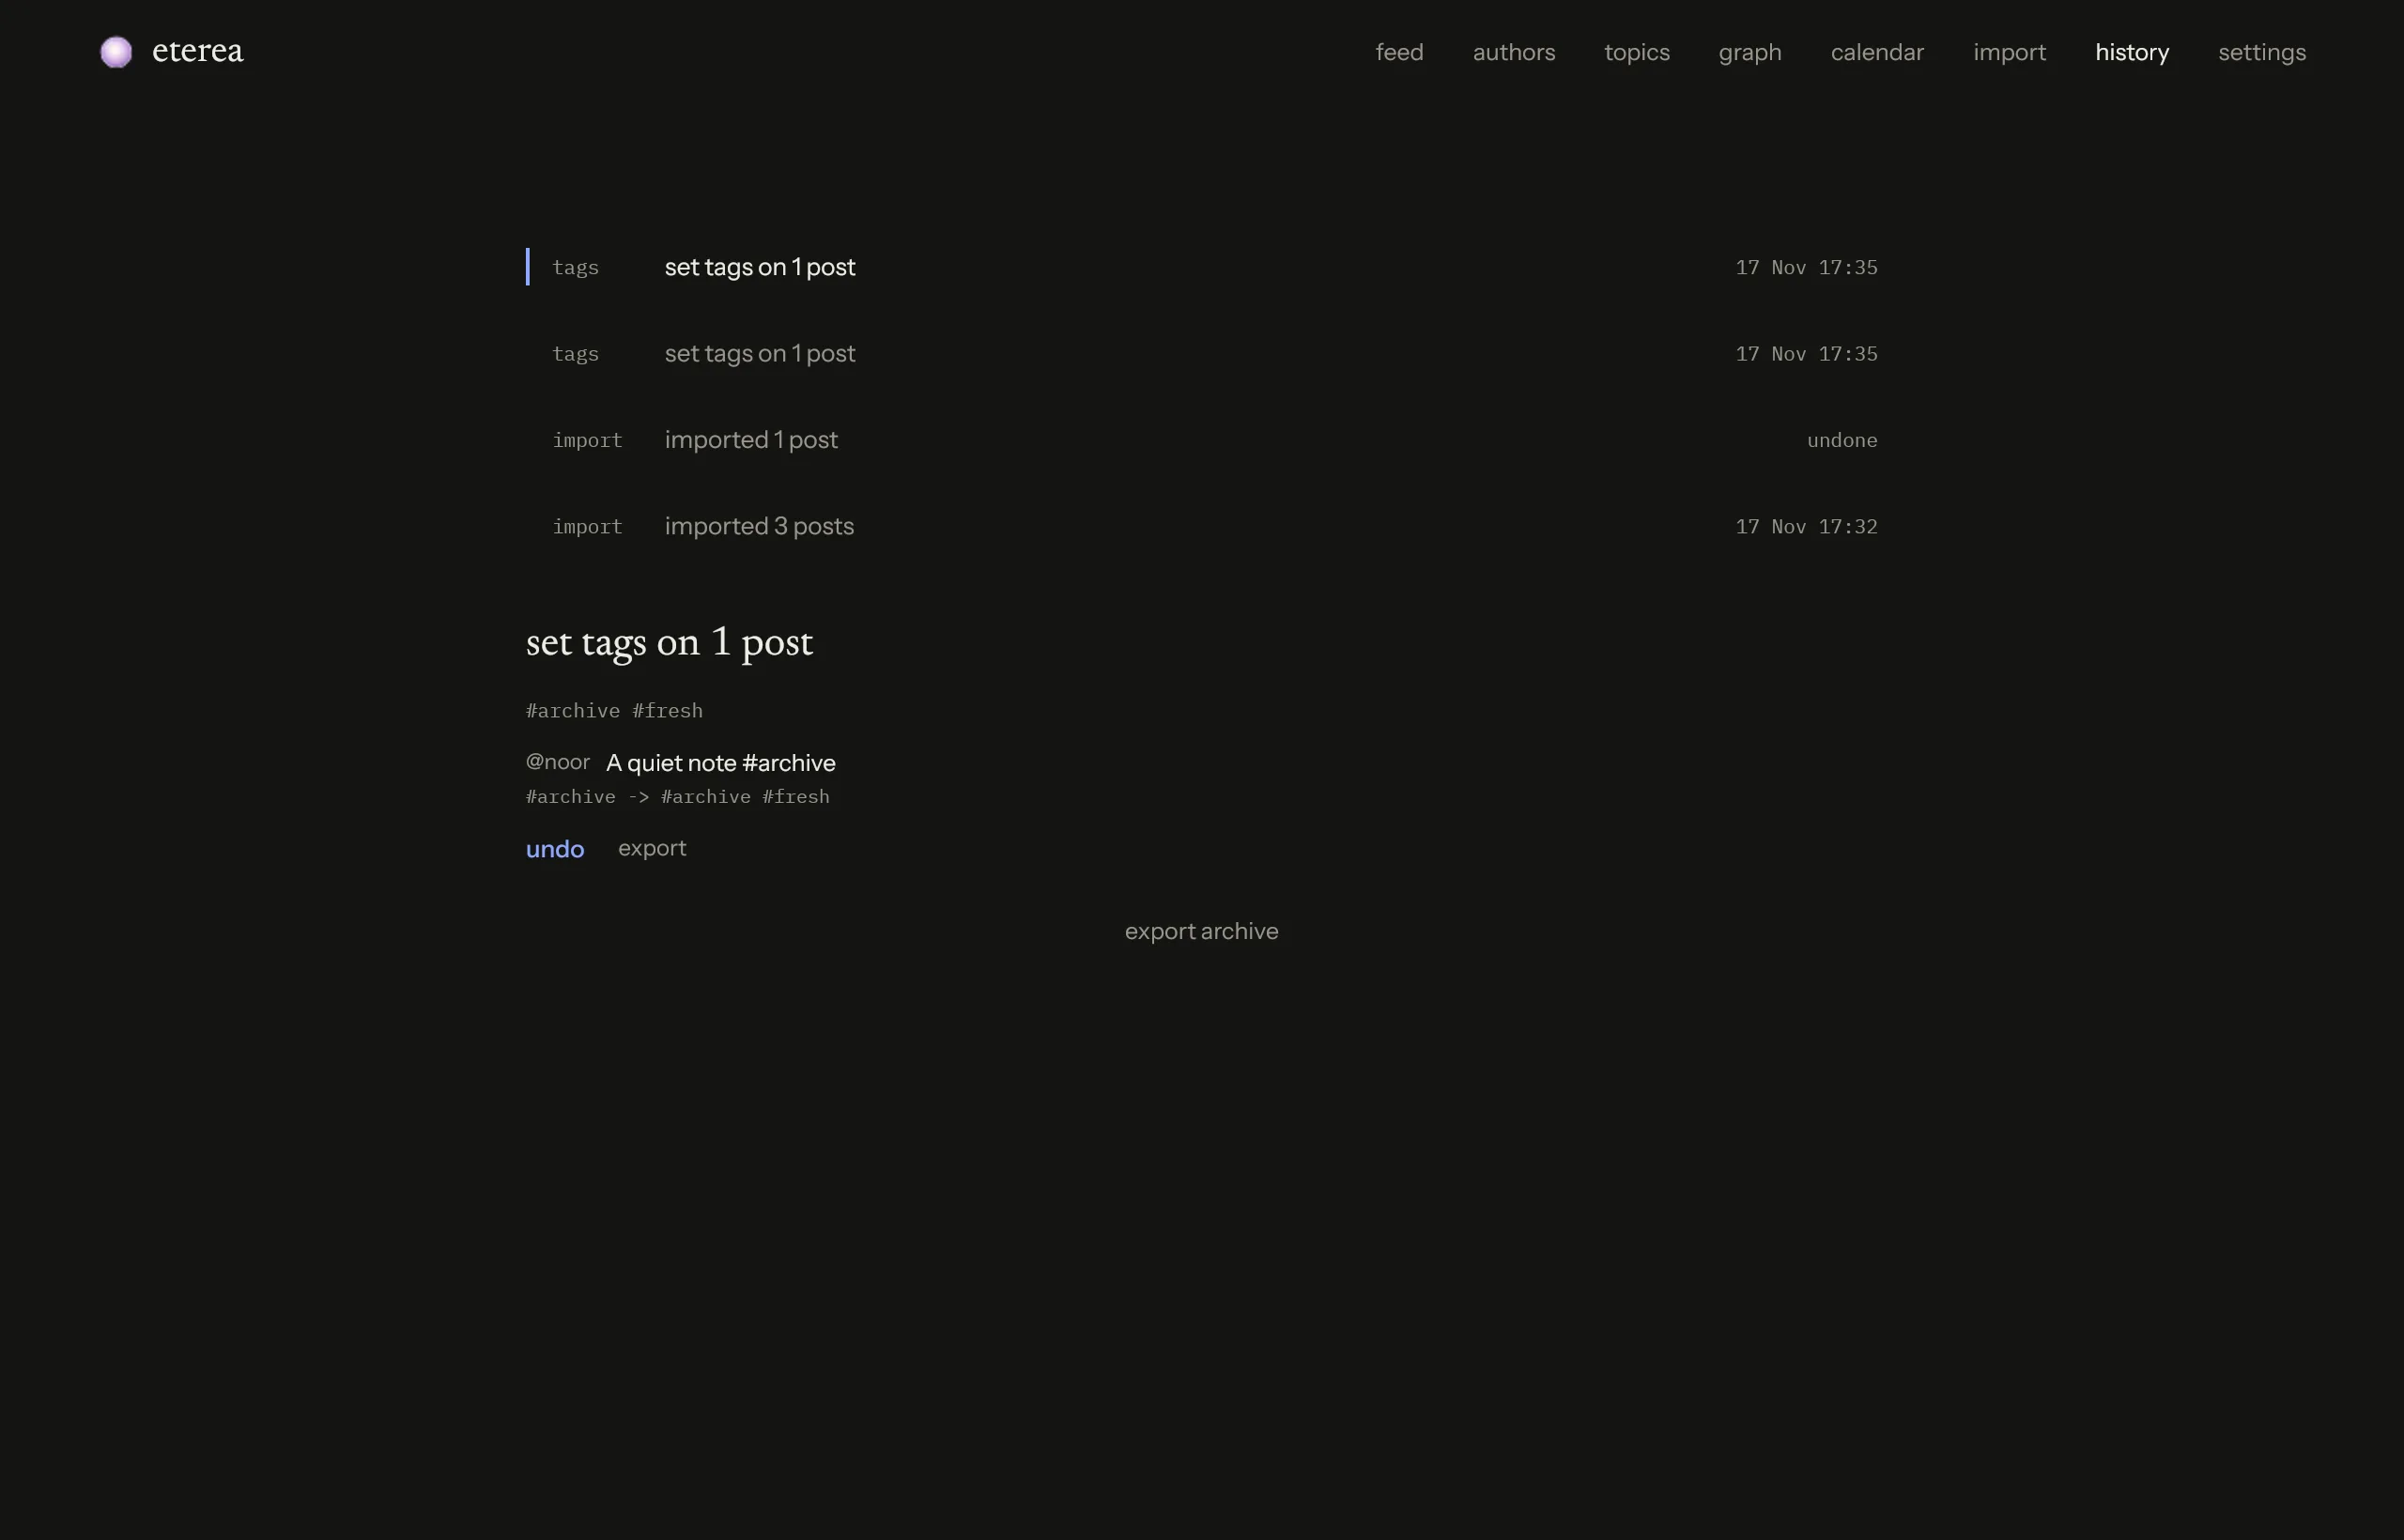 eterea feed authors topics graph calendar import history settings
tags set tags on 1 post 17 Nov 17:35
tags set tags on 1 post 17 Nov 17:35
import imported 1 post undone
import imported 3 posts 17 Nov 17:32
set tags on 1 post
#archive #fresh
@noor A quiet note #archive
#archive -> #archive #fresh
undo export
export archive